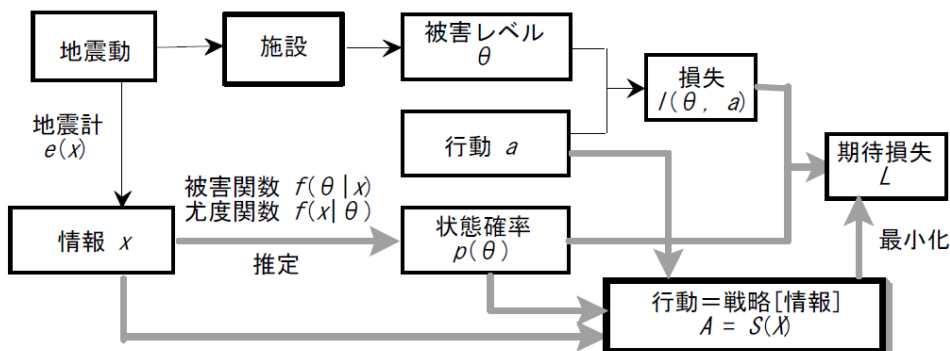 地震動
施設
被害レベル
θ
損失
l(θ, a)
地震計
e(x)
行動 a
期待損失
L
被害関数 f(θ|x)
尤度関数 f(x|θ)
情報 x
推定
状態確率
p(θ)
最小化
行動=戦略[情報]
A = S(X)